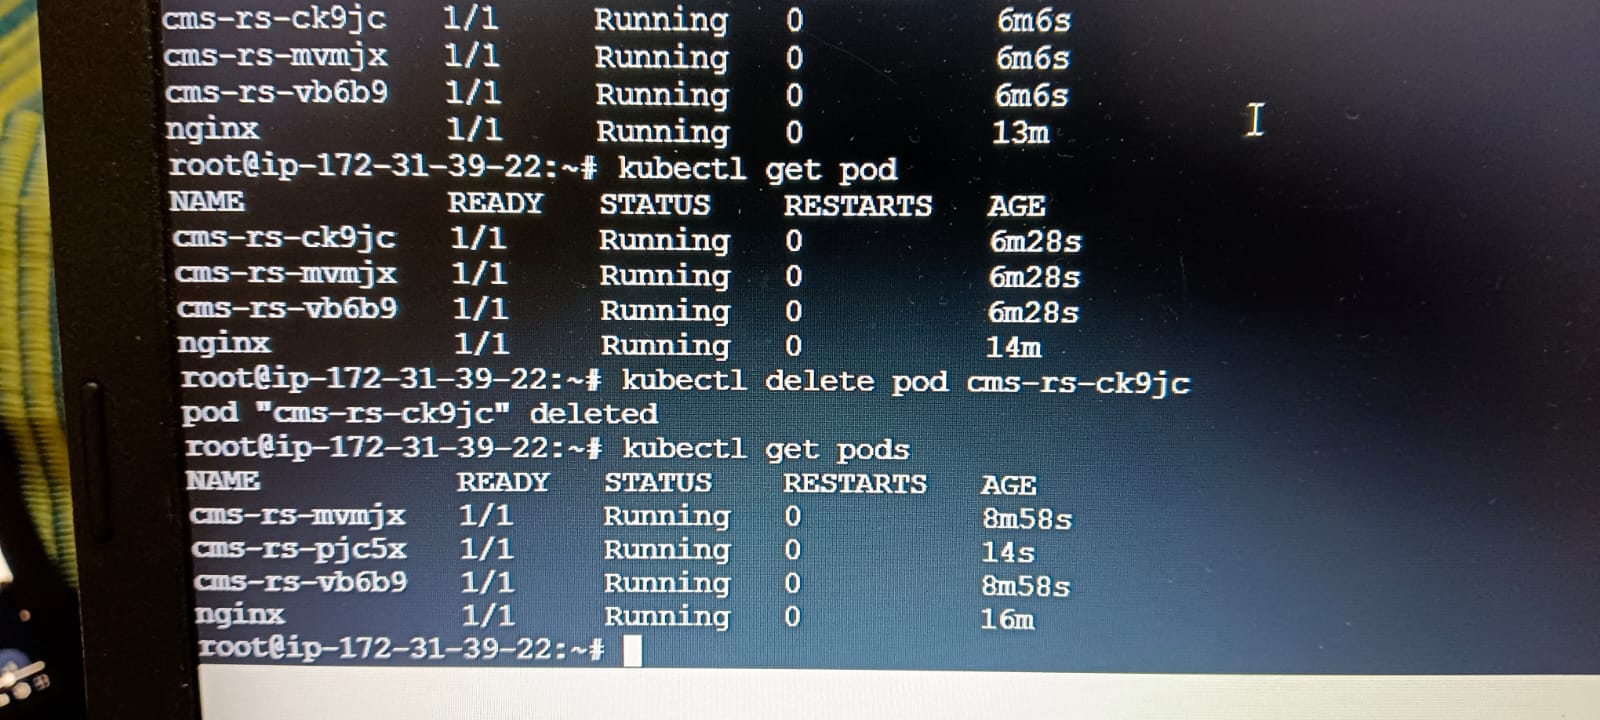 cms-rs-ck9jc 1/1 Running 0 6m6s
cms-rs-mvmjx 1/1 Running 0 6m6s
cms-rs-vb6b9 1/1 Running 0 6m6s
nginx 1/1 Running 0 13m
root@ip-172-31-39-22:~# kubectl get pod
NAME READY STATUS RESTARTS AGE
cms-rs-ck9jc 1/1 Running 0 6m28s
cms-rs-mvmjx 1/1 Running 0 6m28s
cms-rs-vb6b9 1/1 Running 0 6m28s
nginx 1/1 Running 0 14m
root@ip-172-31-39-22:~# kubectl delete pod cms-rs-ck9jc
pod "cms-rs-ck9jc" deleted
root@ip-172-31-39-22:~# kubectl get pods
NAME READY STATUS RESTARTS AGE
cms-rs-mvmjx 1/1 Running 0 8m58s
cms-rs-pjc5x 1/1 Running 0 14s
cms-rs-vb6b9 1/1 Running 0 8m58s
nginx 1/1 Running 0 16m
root@ip-172-31-39-22:~#